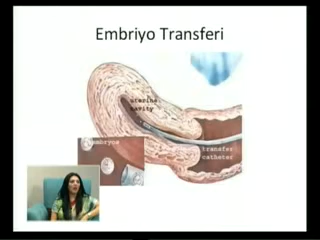 Embriyo Transferi
uterine
cavity
embryos
transfer
catheter